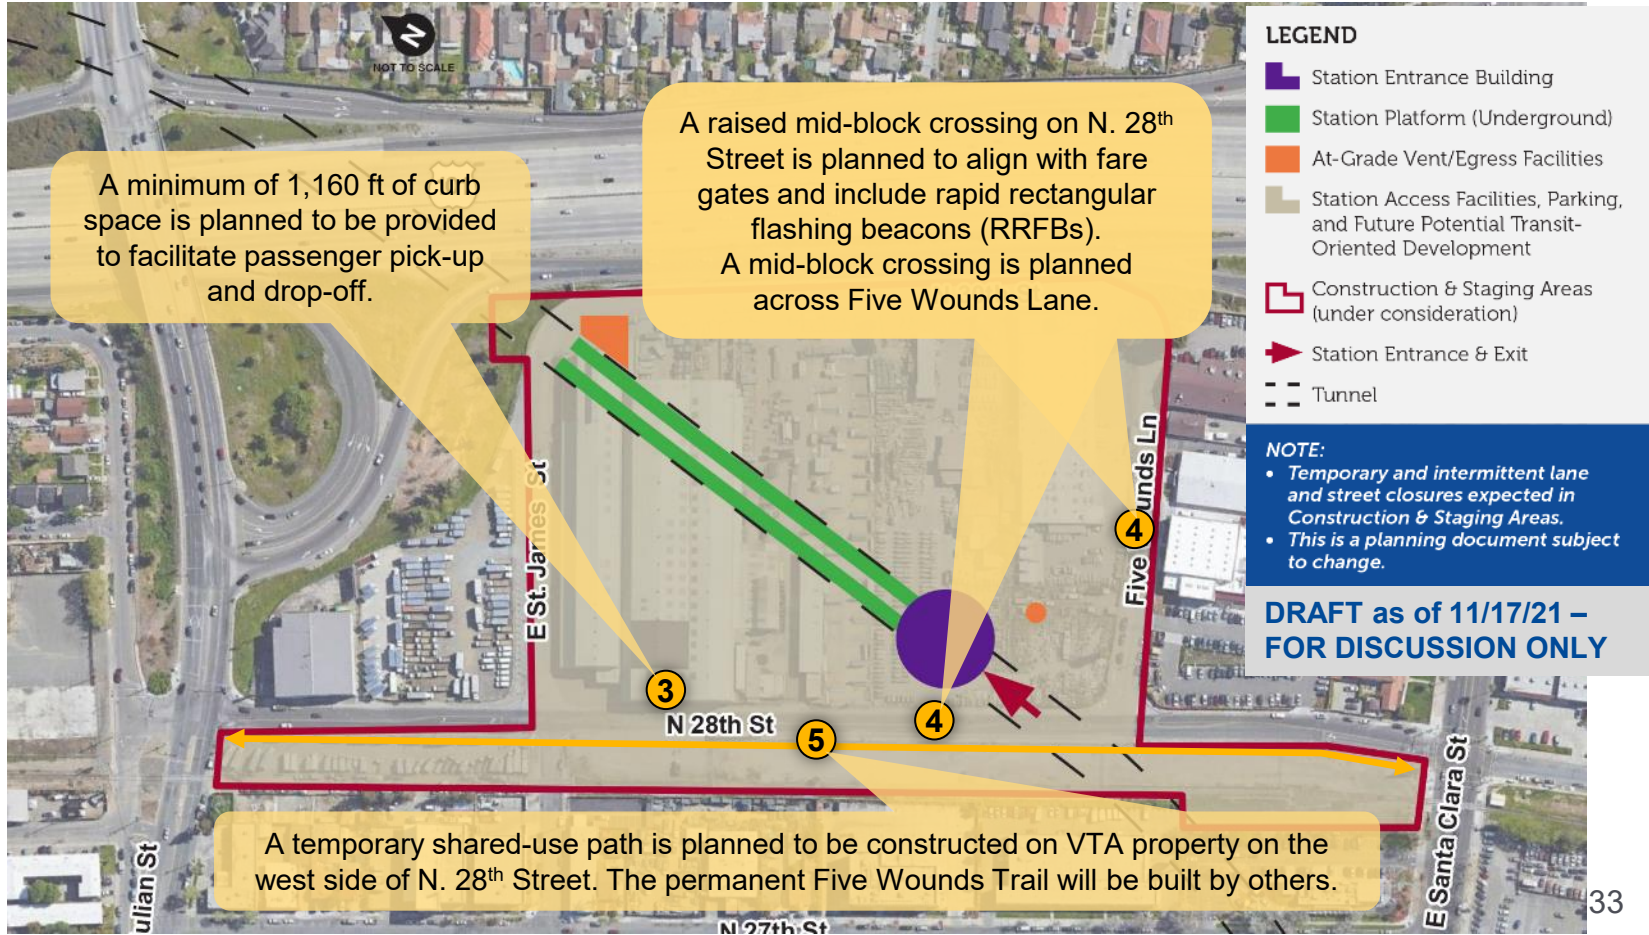 N
NOT TO SCALE
A minimum of 1,160 ft of curb
space is planned to be provided
to facilitate passenger pick-up
and drop-off.
A raised mid-block crossing on N. 28th
Street is planned to align with fare
gates and include rapid rectangular
flashing beacons (RRFBs).
A mid-block crossing is planned
across Five Wounds Lane.
LEGEND
Station Entrance Building
Station Platform (Underground)
At-Grade Vent/Egress Facilities
Station Access Facilities, Parking,
and Future Potential Transit-
Oriented Development
Construction & Staging Areas
(under consideration)
Station Entrance & Exit
Tunnel
NOTE:
• Temporary and intermittent lane
and street closures expected in
Construction & Staging Areas.
• This is a planning document subject
to change.
DRAFT as of 11/17/21 –
FOR DISCUSSION ONLY
E St. James St
Five unds Ln
4
3
4
N 28th St
5
A temporary shared-use path is planned to be constructed on VTA property on the
west side of N. 28th Street. The permanent Five Wounds Trail will be built by others.
ulian St
E Santa Clara St
N 27th St
33